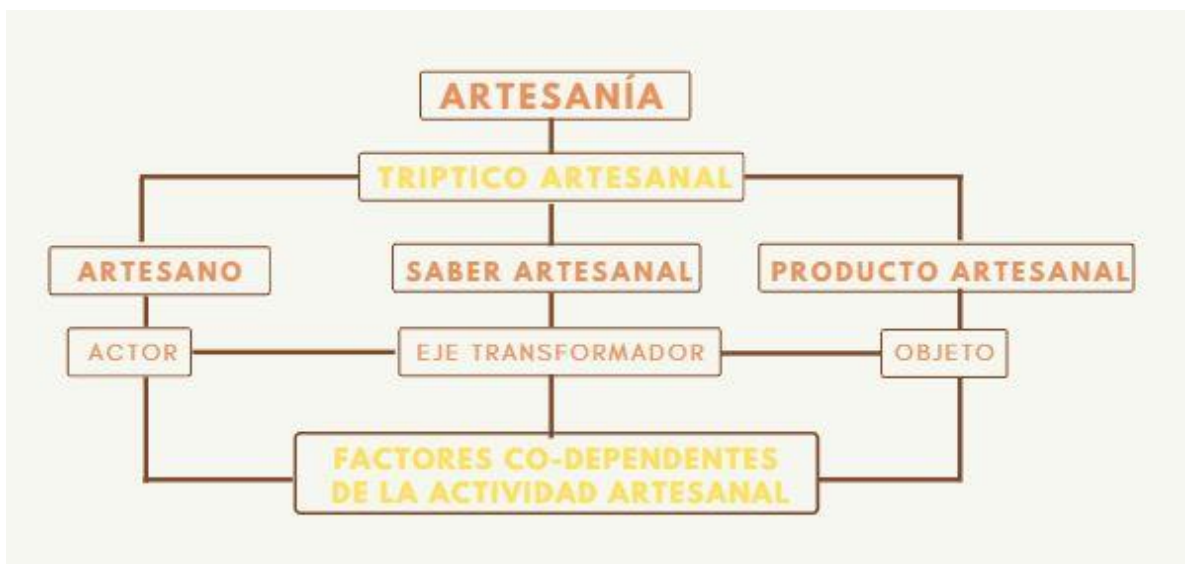 ARTESANÍA
TRIPTICO ARTESANAL
ARTESANO
SABER ARTESANAL
PRODUCTO ARTESANAL
ACTOR
EJE TRANSFORMADOR
OBJETO
FACTORES CO-DEPENDENTES
DE LA ACTIVIDAD ARTESANAL